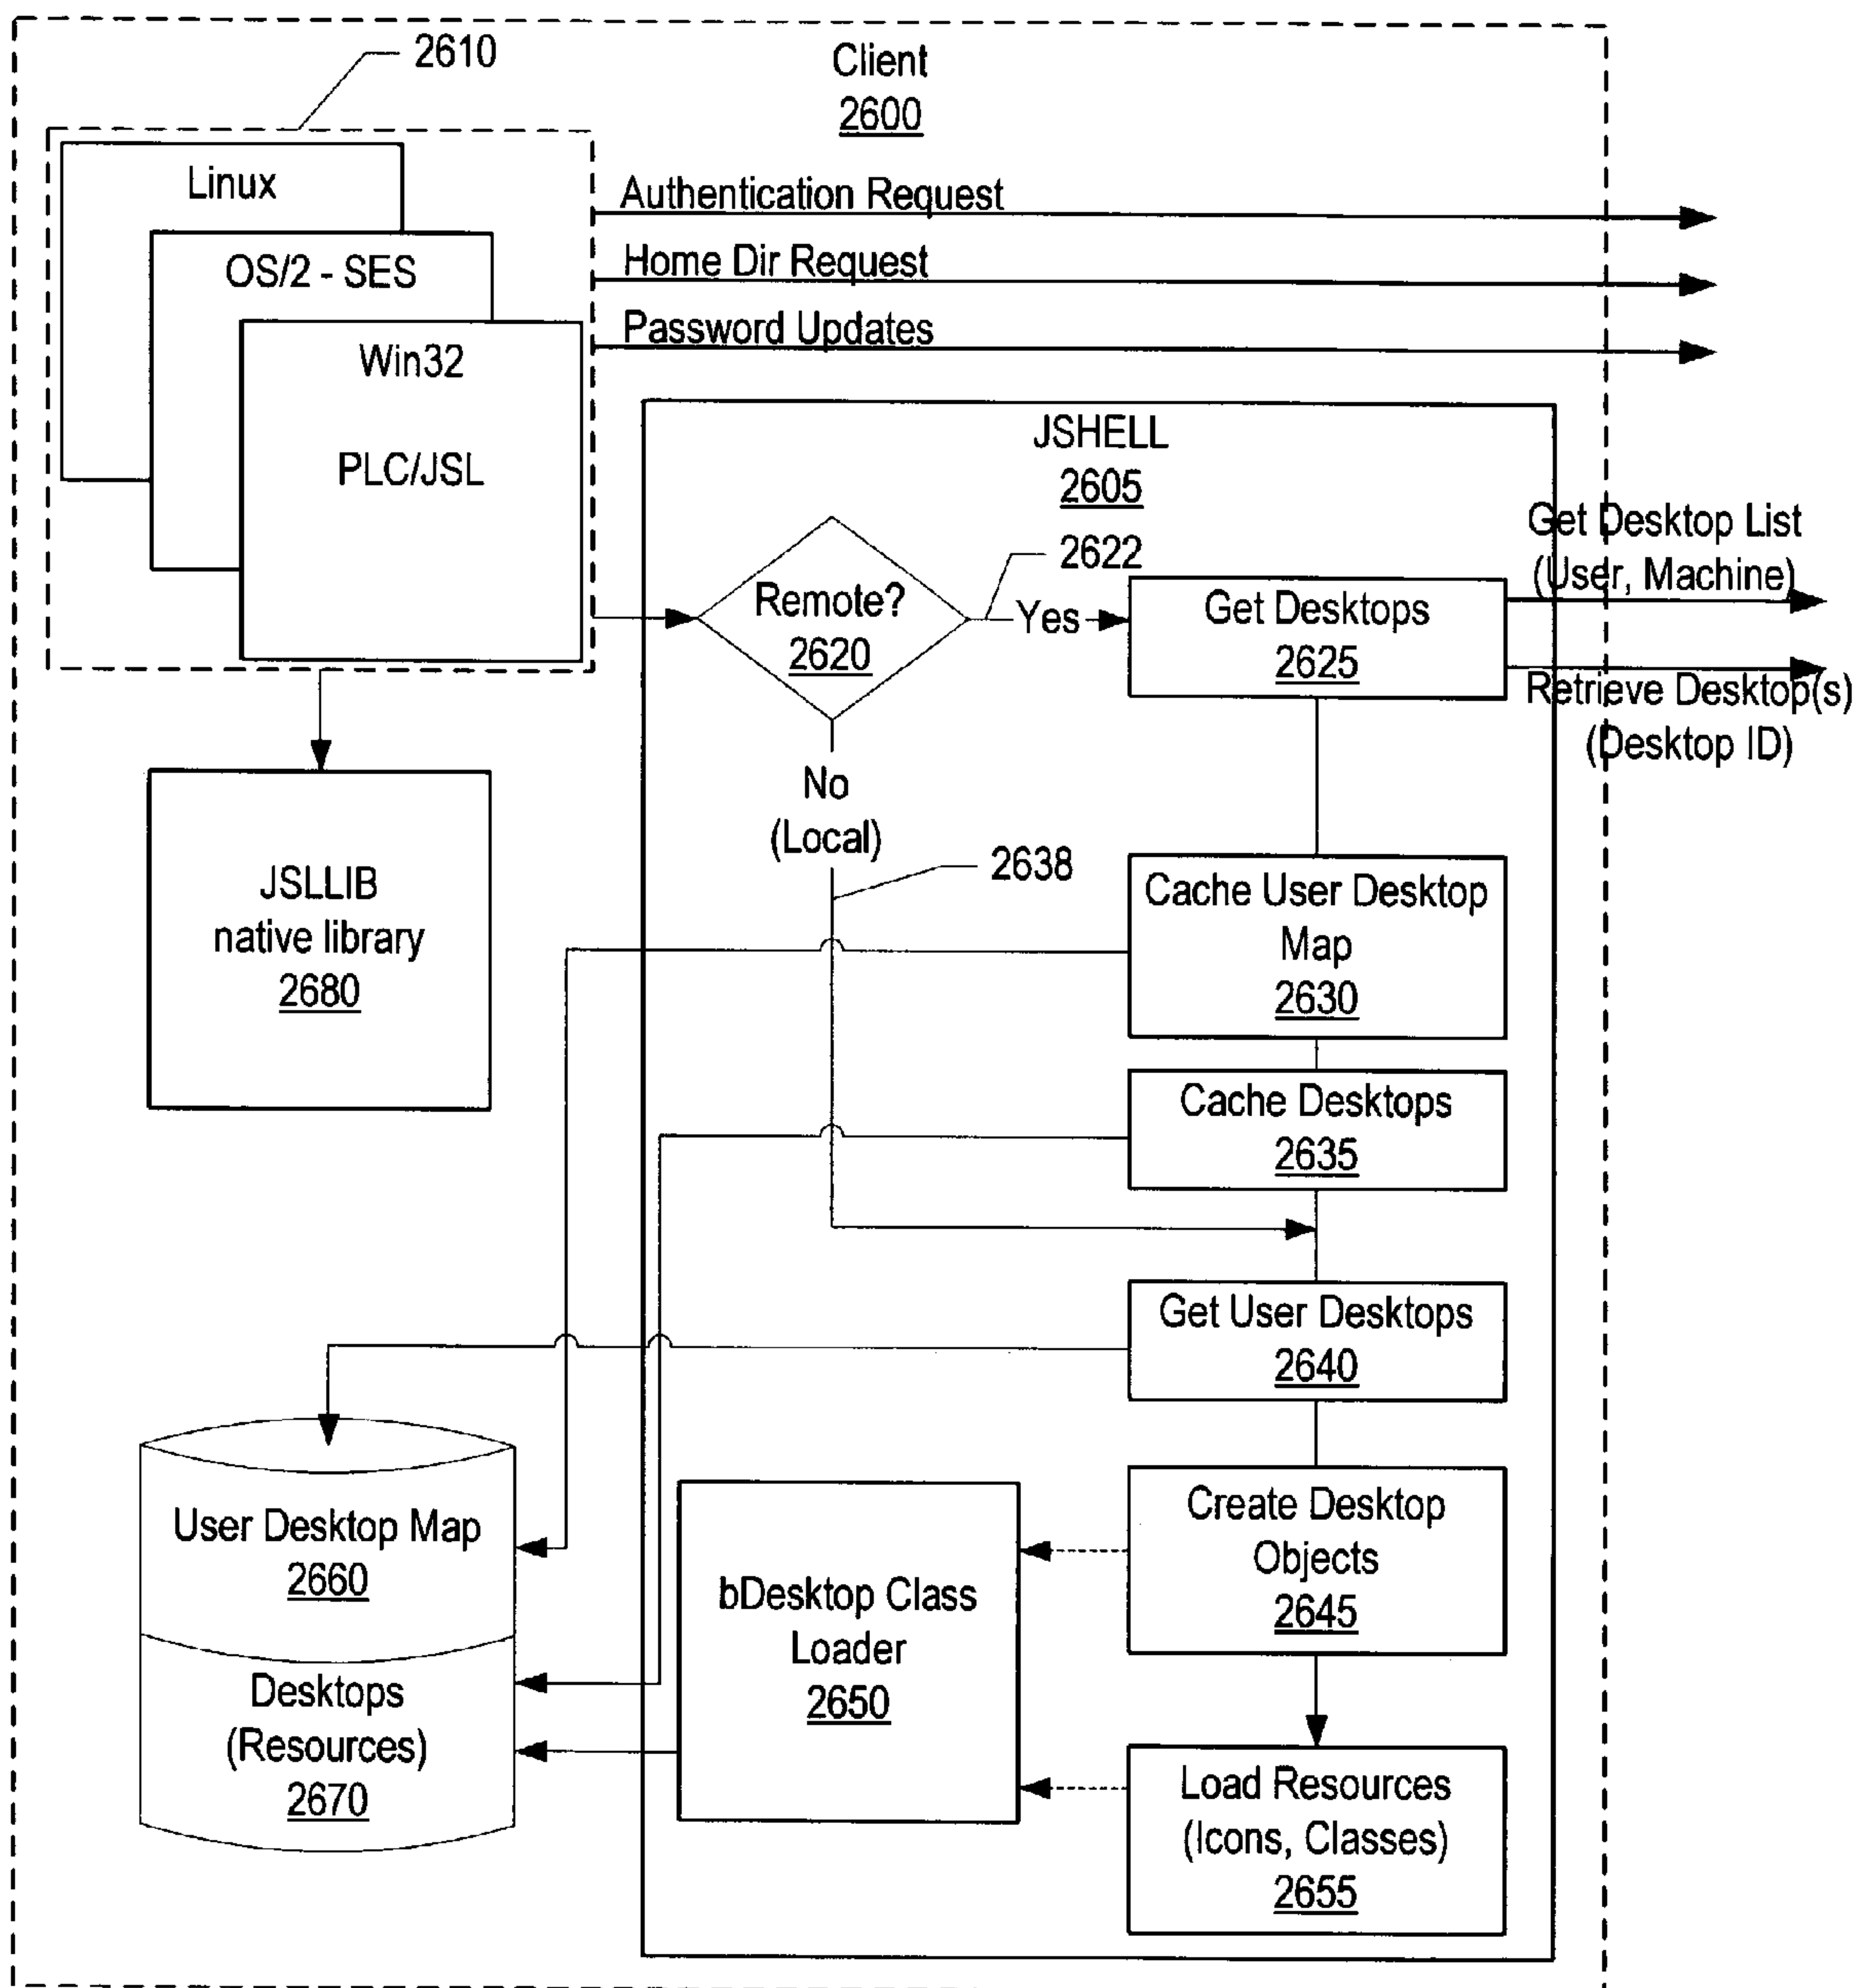 2610
Client
2600
Linux
Authentication Request
OS/2 - SES
Home Dir Request
Password Updates
Win32
PLC/JSL
JSHELL
2605
Get Desktop List
(User, Machine)
2622
Remote?
2620
Yes
Get Desktops
2625
Retrieve Desktop(s)
(Desktop ID)
No
(Local)
2638
JSLLIB
native library
2680
Cache User Desktop
Map
2630
Cache Desktops
2635
Get User Desktops
2640
User Desktop Map
2660
Create Desktop
Objects
2645
bDesktop Class
Loader
2650
Desktops
(Resources)
2670
Load Resources
(Icons, Classes)
2655